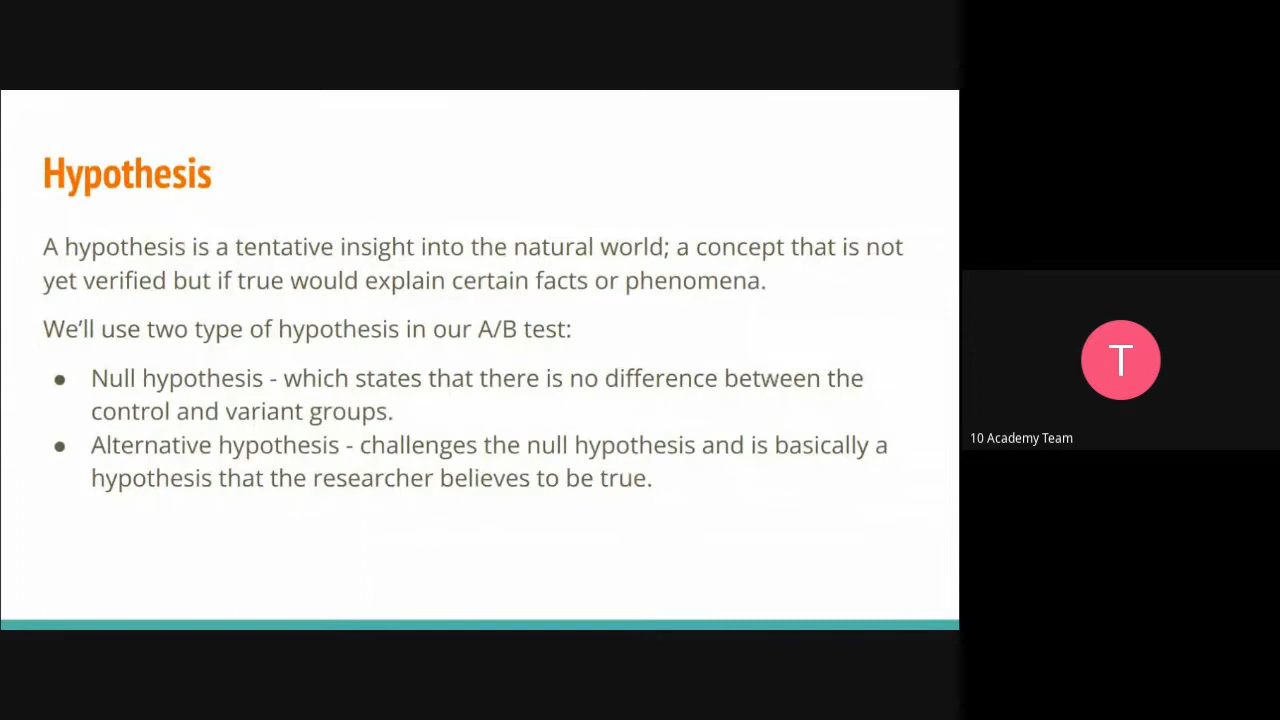 Hypothesis
A hypothesis is a tentative insight into the natural world; a concept that is not
yet verified but if true would explain certain facts or phenomena.
We’ll use two type of hypothesis in our A/B test:
● Null hypothesis - which states that there is no difference between the
control and variant groups.
● Alternative hypothesis - challenges the null hypothesis and is basically a
hypothesis that the researcher believes to be true.
T
10 Academy Team